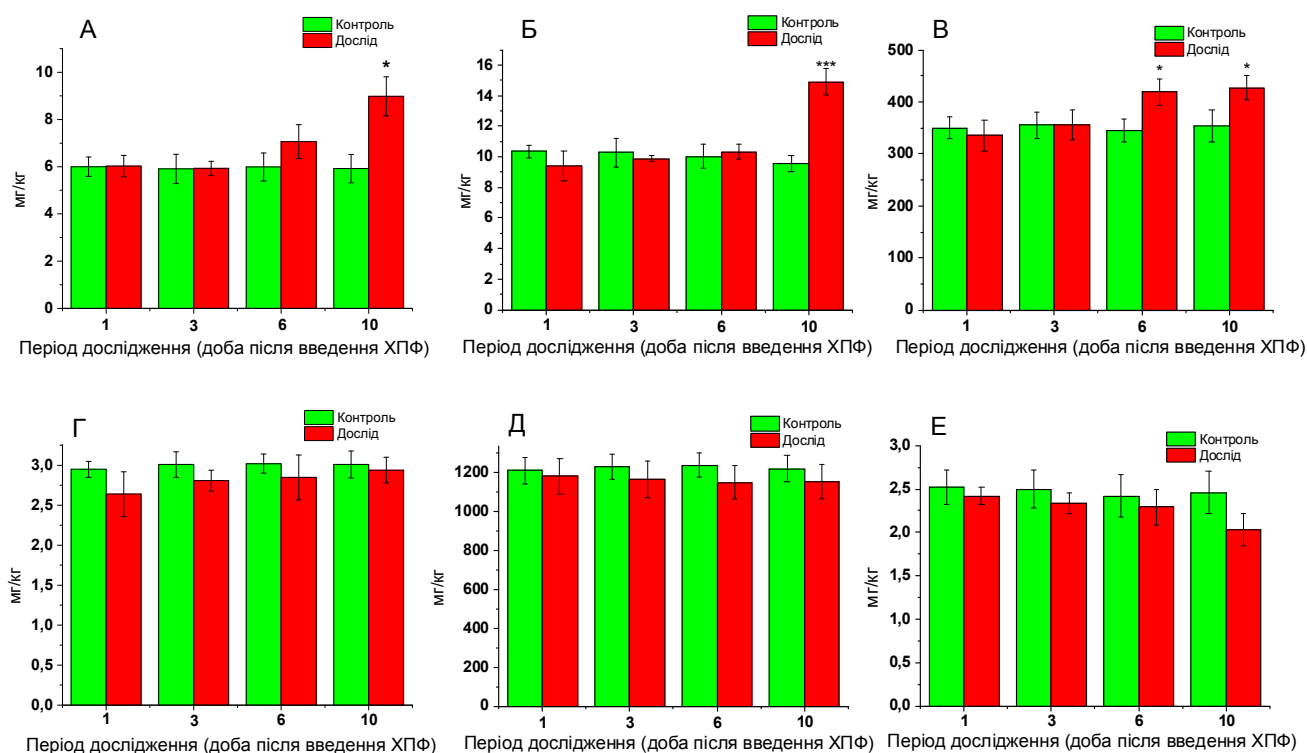 А
Контроль
Дослід
10
8
6
4
2
0
мг/кг
*
1
3
6
10
Період дослідження (доба після введення ХПФ)
Б
Контроль
Дослід
16
14
12
10
8
6
4
2
0
мг/кг
***
1
3
6
10
Період дослідження (доба після введення ХПФ)
В
Контроль
Дослід
500
400
300
200
100
0
мг/кг
*
*
1
3
6
10
Період дослідження (доба після введення ХПФ)
Г
Контроль
Дослід
3,0
2,5
2,0
1,5
1,0
0,5
0,0
мг/кг
1
3
6
10
Період дослідження (доба після введення ХПФ)
Д
Контроль
Дослід
1200
1000
800
600
400
200
0
мг/кг
1
3
6
10
Період дослідження (доба після введення ХПФ)
Е
Контроль
Дослід
3,0
2,5
2,0
1,5
1,0
0,5
0,0
мг/кг
1
3
6
10
Період дослідження (доба після введення ХПФ)